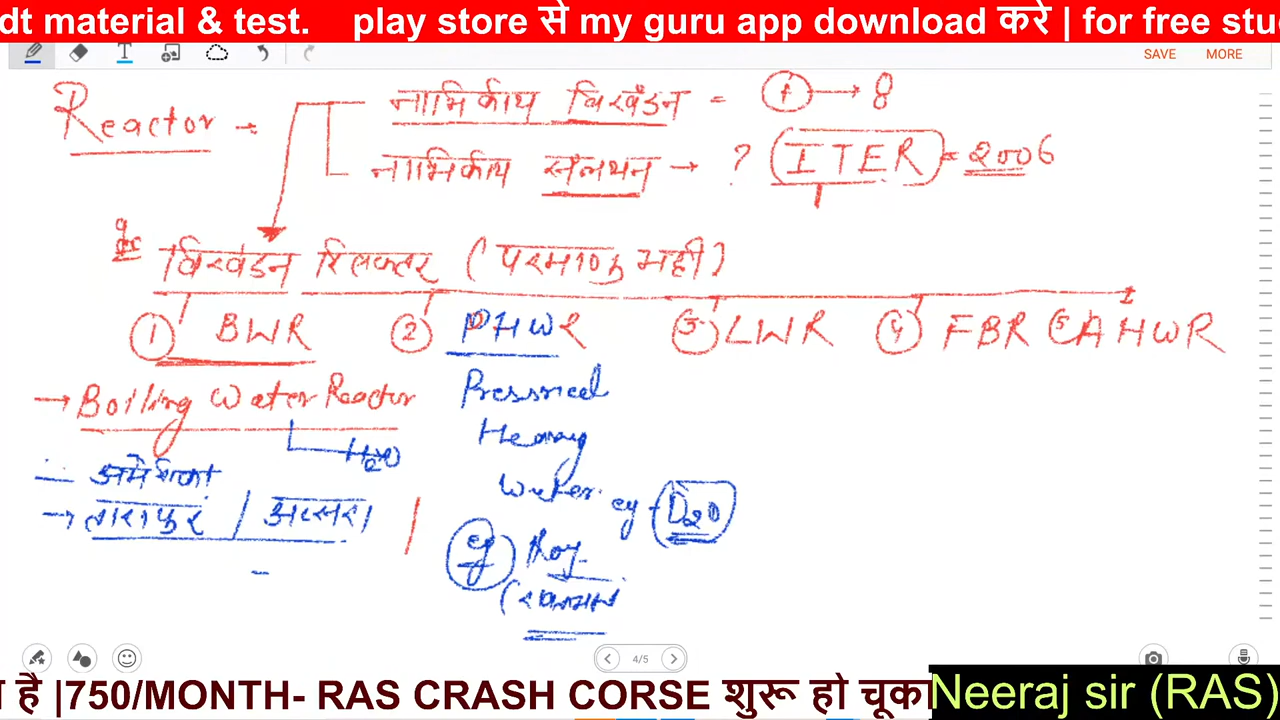 dt material & test. play store से my guru app download करे | for free stu
SAVE MORE
Reactor → नाभिकीय विखंडन = → 8
नाभिकीय संलयन → ? ITER = 2006
विखंडन रिएक्टर (परमाणु भट्टी)
① BWR ② PHWR ③ LWR ④ FBR ⑤ AHWR
→ Boiling Water Reactor
H2O
Heavy
Water eg - D2O
अमेरिका
→ तारापुर |
eg Raj
4/5
है |750/MONTH- RAS CRASH CORSE शुरू हो चूका
Neeraj sir (RAS)